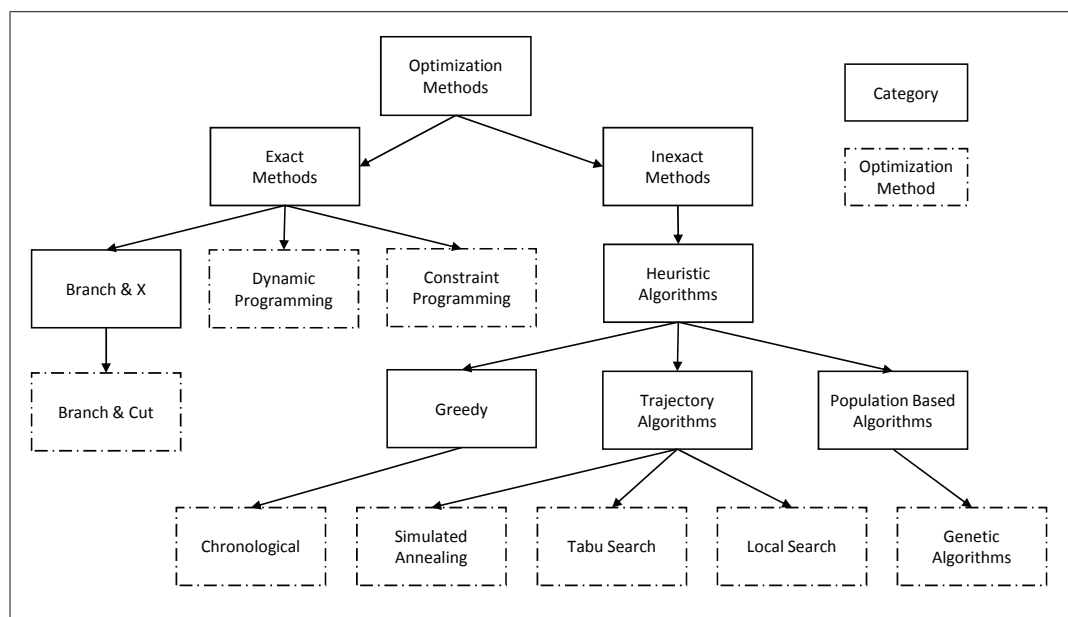 Optimization
Methods
Category
Exact
Methods
Inexact
Methods
Optimization
Method
Branch & X
Dynamic
Programming
Constraint
Programming
Heuristic
Algorithms
Branch & Cut
Greedy
Trajectory
Algorithms
Population Based
Algorithms
Chronological
Simulated
Annealing
Tabu Search
Local Search
Genetic
Algorithms